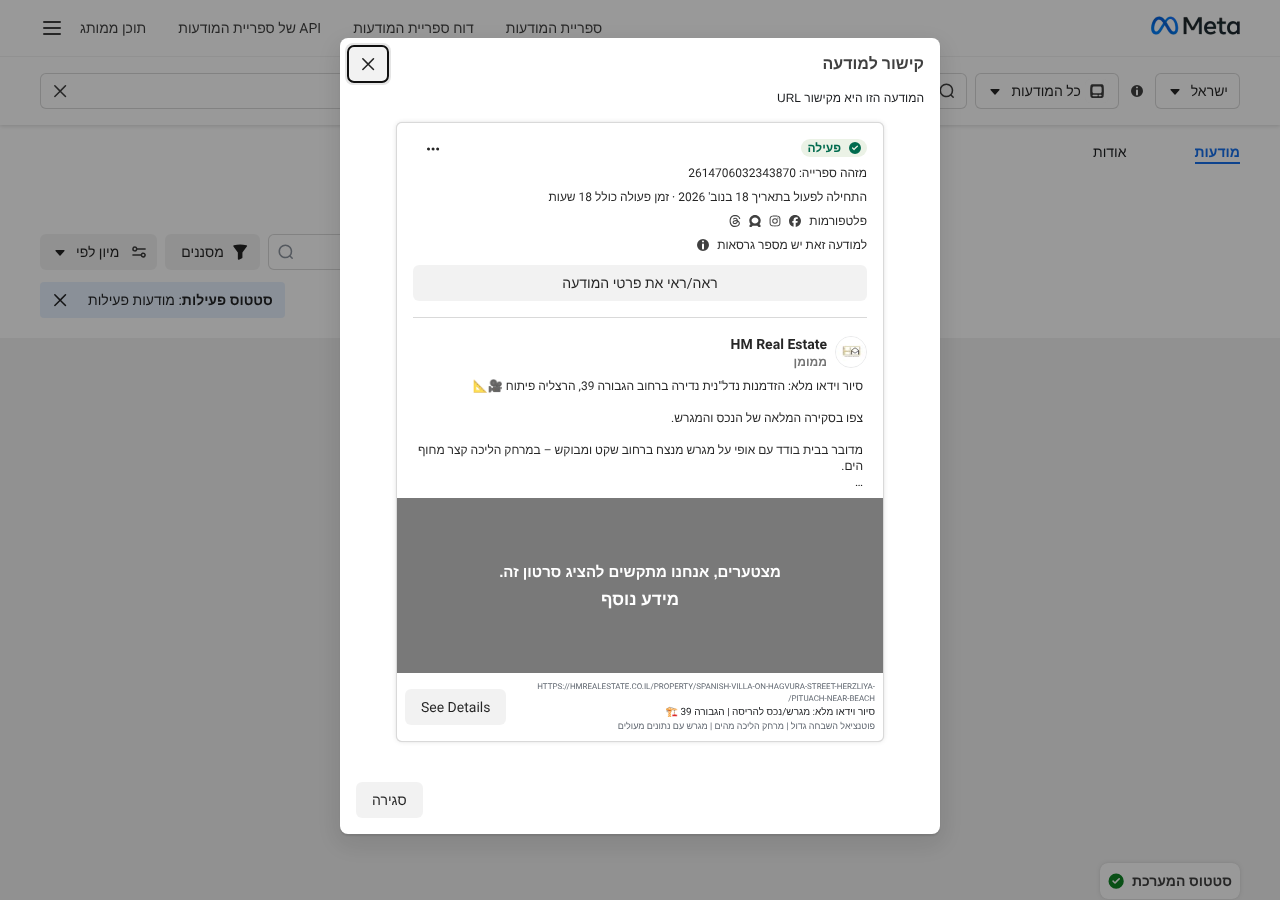 Meta
ספריית המודעות
דוח ספריית המודעות
API של ספריית המודעות
תוכן ממותג
ישראל
כל המודעות
מודעות
אודות
מסננים
מיון לפי
סטטוס פעילות: מודעות פעילות
קישור למודעה
המודעה הזו היא מקישור URL
פעילה
מזהה ספרייה: 2614706032343870
התחילה לפעול בתאריך 18 בנוב׳ 2026 · זמן פעולה כולל 18 שעות
פלטפורמות
למודעה זאת יש מספר גרסאות
ראה/ראי את פרטי המודעה
HM Real Estate
ממומן
סיור וידאו מלא: הזדמנות נדל"נית נדירה ברחוב הגבורה 39, הרצליה פיתוח 🎥📐
צפו בסקירה המלאה של הנכס והמגרש.
מדובר בבית בודד עם אופי על מגרש מנצח ברחוב שקט ומבוקש – במרחק הליכה קצר מחוף
הים.
...
מצטערים, אנחנו מתקשים להציג סרטון זה.
מידע נוסף
HTTPS://HMREALESTATE.CO.IL/PROPERTY/SPANISH-VILLA-ON-HAGVURA-STREET-HERZLIYA-
PITUACH-NEAR-BEACH/
סיור וידאו מלא: מגרש/נכס להריסה | הגבורה 39 🏗️
פוטנציאל השבחה גדול | מרחק הליכה מהים | מגרש עם נתונים מעולים
See Details
סגירה
סטטוס המערכת